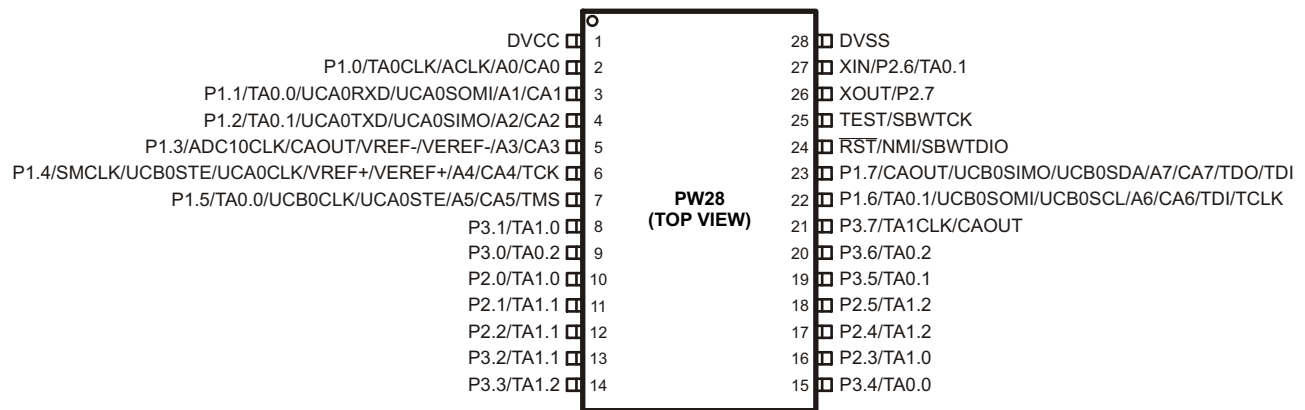 DVCC 1 28 DVSS
P1.0/TA0CLK/ACLK/A0/CA0 2 27 XIN/P2.6/TA0.1
P1.1/TA0.0/UCA0RXD/UCA0SOMI/A1/CA1 3 26 XOUT/P2.7
P1.2/TA0.1/UCA0TXD/UCA0SIMO/A2/CA2 4 25 TEST/SBWTCK
P1.3/ADC10CLK/CAOUT/VREF-/VEREF-/A3/CA3 5 24 RST/NMI/SBWTDIO
P1.4/SMCLK/UCB0STE/UCA0CLK/VREF+/VEREF+/A4/CA4/TCK 6 23 P1.7/CAOUT/UCB0SIMO/UCB0SDA/A7/CA7/TDO/TDI
P1.5/TA0.0/UCB0CLK/UCA0STE/A5/CA5/TMS 7 PW28 22 P1.6/TA0.1/UCB0SOMI/UCB0SCL/A6/CA6/TDI/TCLK
P3.1/TA1.0 8 (TOP VIEW) 21 P3.7/TA1CLK/CAOUT
P3.0/TA0.2 9 20 P3.6/TA0.2
P2.0/TA1.0 10 19 P3.5/TA0.1
P2.1/TA1.1 11 18 P2.5/TA1.2
P2.2/TA1.1 12 17 P2.4/TA1.2
P3.2/TA1.1 13 16 P2.3/TA1.0
P3.3/TA1.2 14 15 P3.4/TA0.0